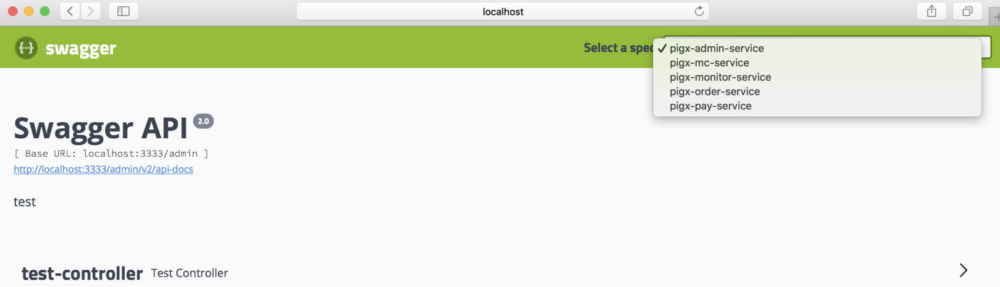 localhost
swagger
Select a spec
✓ pigx-admin-service
pigx-mc-service
pigx-monitor-service
pigx-order-service
pigx-pay-service
Swagger API 2.0
[ Base URL: localhost:3333/admin ]
http://localhost:3333/admin/v2/api-docs
test
test-controller Test Controller